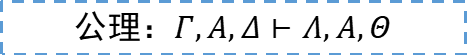 公理：𝛤, 𝐴, 𝛥 ⊢ 𝛬, 𝐴, 𝛩